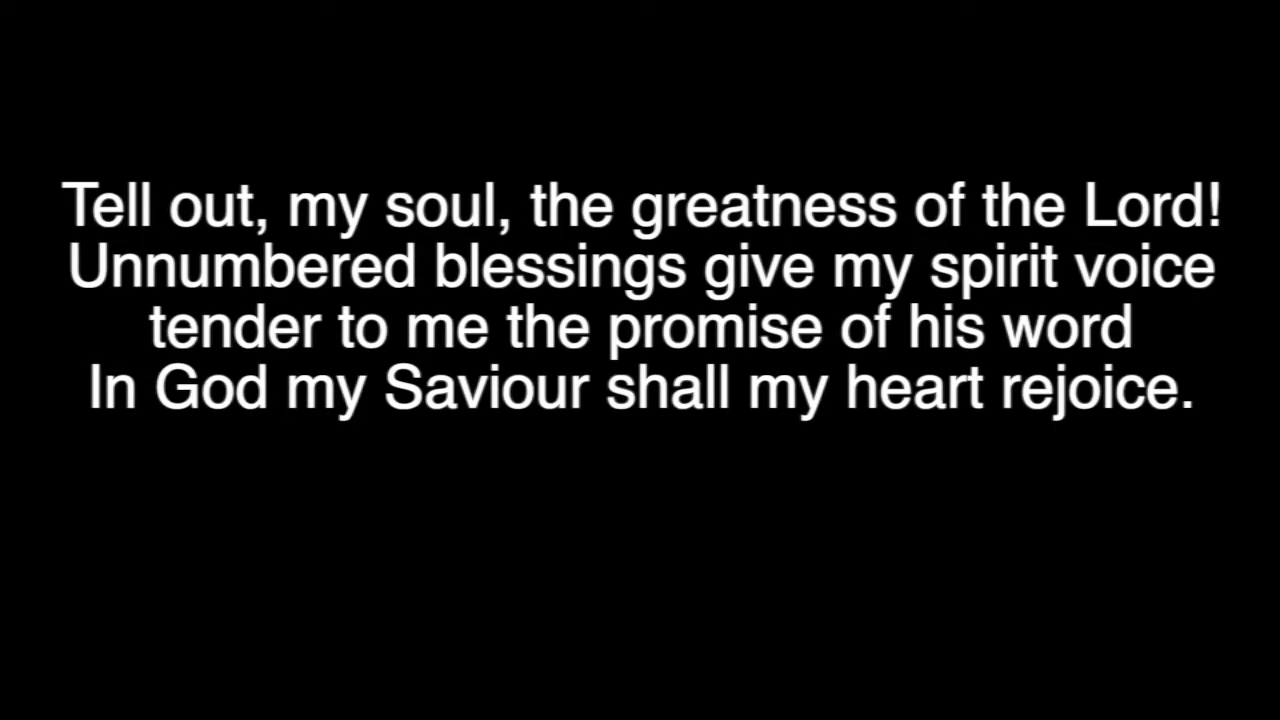 Tell out, my soul, the greatness of the Lord!
Unnumbered blessings give my spirit voice
tender to me the promise of his word
In God my Saviour shall my heart rejoice.